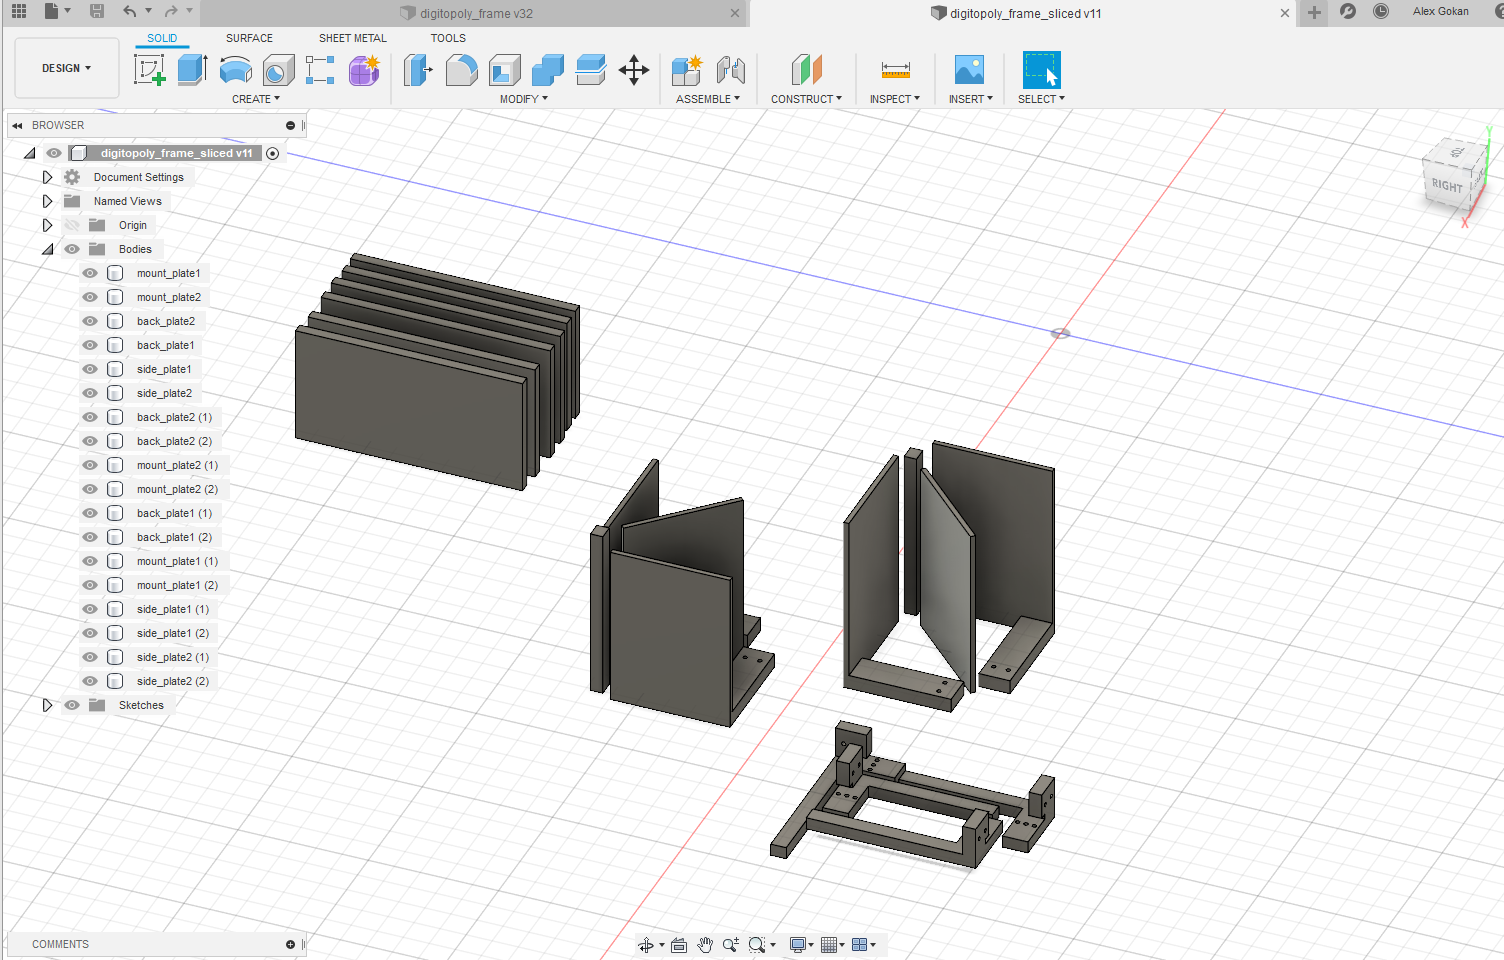 digitopoly_frame v32
digitopoly_frame_sliced v11
Alex Gokan
SOLID
SURFACE
SHEET METAL
TOOLS
DESIGN
CREATE
MODIFY
ASSEMBLE
CONSTRUCT
INSPECT
INSERT
SELECT
BROWSER
digitopoly_frame_sliced v11
Document Settings
Named Views
Origin
Bodies
mount_plate1
mount_plate2
back_plate2
back_plate1
side_plate1
side_plate2
back_plate2 (1)
back_plate2 (2)
mount_plate2 (1)
mount_plate2 (2)
back_plate1 (1)
back_plate1 (2)
mount_plate1 (1)
mount_plate1 (2)
side_plate1 (1)
side_plate1 (2)
side_plate2 (1)
side_plate2 (2)
Sketches
Y
TOP
RIGHT
X
COMMENTS